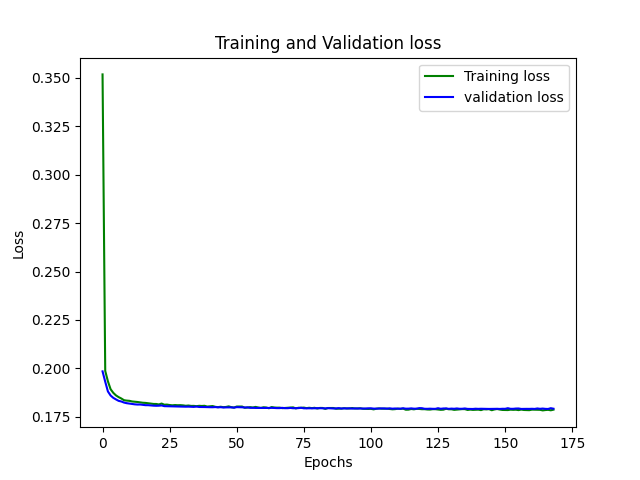 Training and Validation loss
Training loss
validation loss
Loss
0.350
0.325
0.300
0.275
0.250
0.225
0.200
0.175
0 25 50 75 100 125 150 175
Epochs